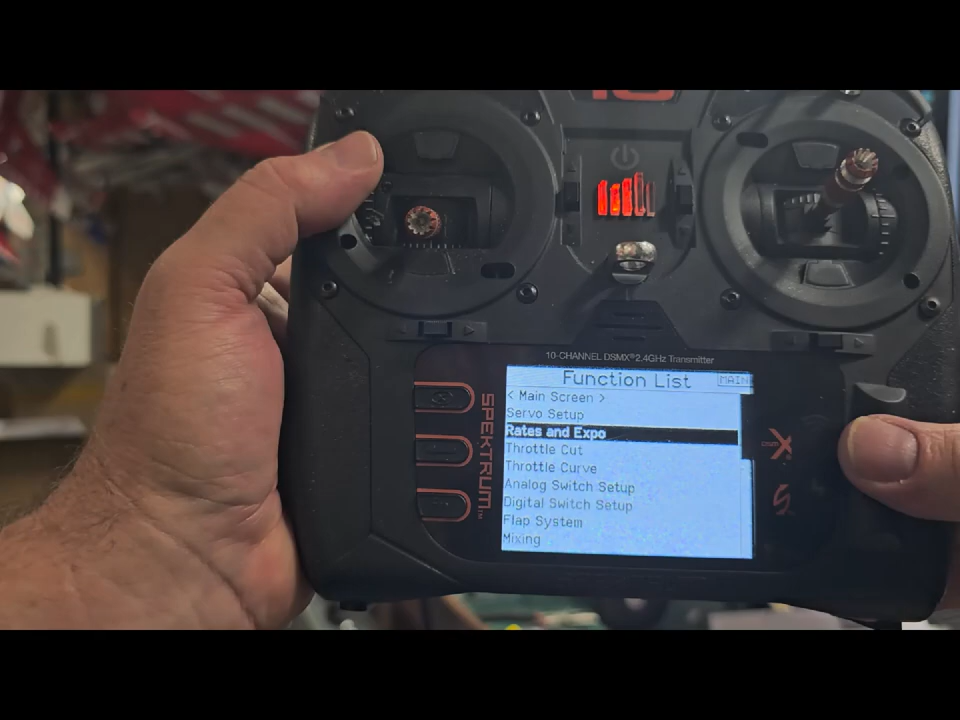 10-CHANNEL DSMX® 2.4GHz Transmitter
Function List
MAIN
< Main Screen >
Servo Setup
Rates and Expo
Throttle Cut
Throttle Curve
Analog Switch Setup
Digital Switch Setup
Flap System
Mixing
SPEKTRUM